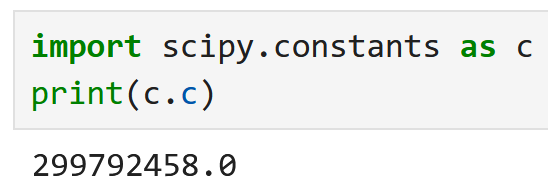 import scipy.constants as c
print(c.c)
299792458.0